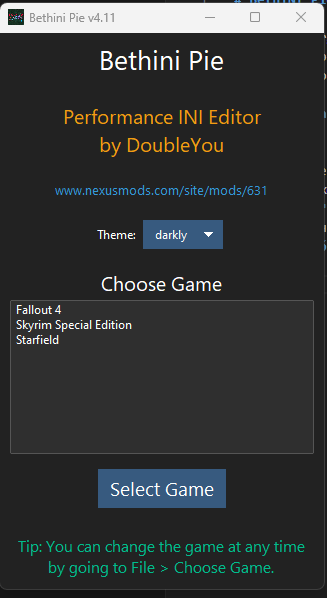 Bethini Pie v4.11
Bethini Pie
Performance INI Editor
by DoubleYou
www.nexusmods.com/site/mods/631
Theme: darkly
Choose Game
Fallout 4
Skyrim Special Edition
Starfield
Select Game
Tip: You can change the game at any time
by going to File > Choose Game.